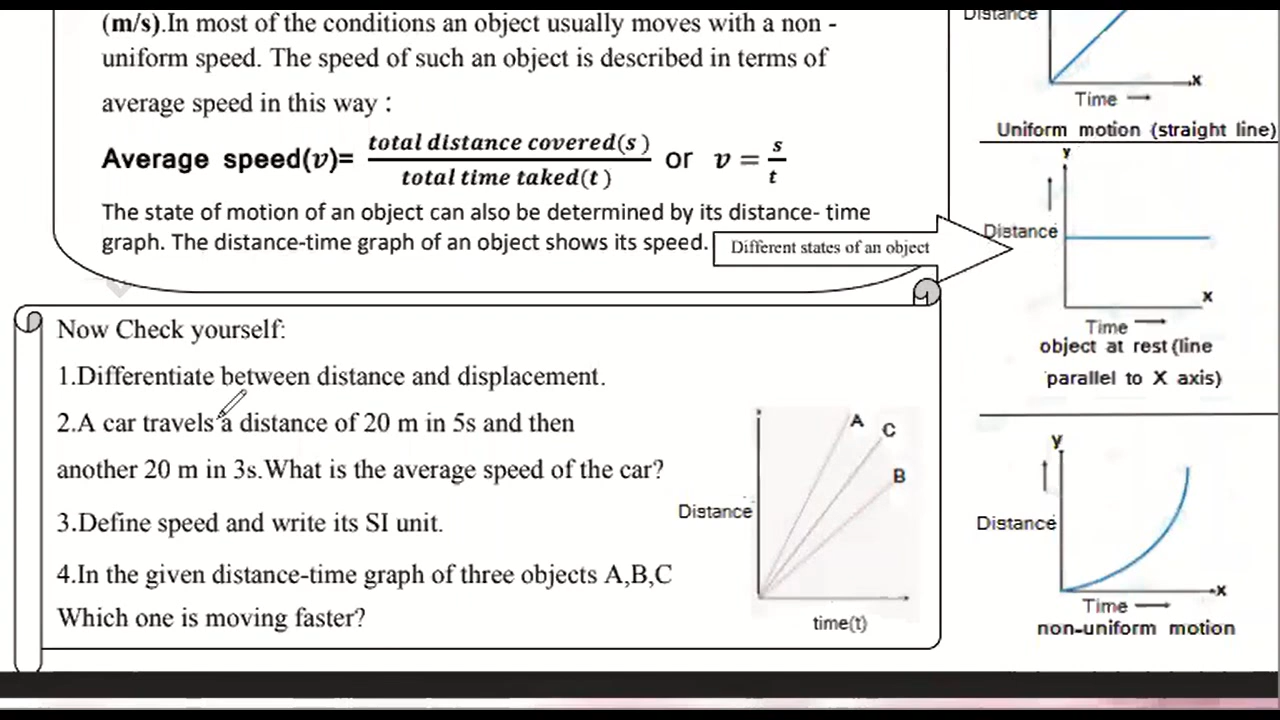 (m/s).In most of the conditions an object usually moves with a non -
uniform speed. The speed of such an object is described in terms of
average speed in this way :
Average speed(v)= total distance covered(s) / total time taked(t) or v = s / t
The state of motion of an object can also be determined by its distance- time
graph. The distance-time graph of an object shows its speed.
Different states of an object
Now Check yourself:
1.Differentiate between distance and displacement.
2.A car travels a distance of 20 m in 5s and then
another 20 m in 3s.What is the average speed of the car?
3.Define speed and write its SI unit.
4.In the given distance-time graph of three objects A,B,C
Which one is moving faster?
A
C
B
Distance
time(t)
Distance
x
Time
Uniform motion (straight line)
Y
Distance
x
Time
object at rest(line
parallel to X axis)
Y
Distance
x
Time
non-uniform motion